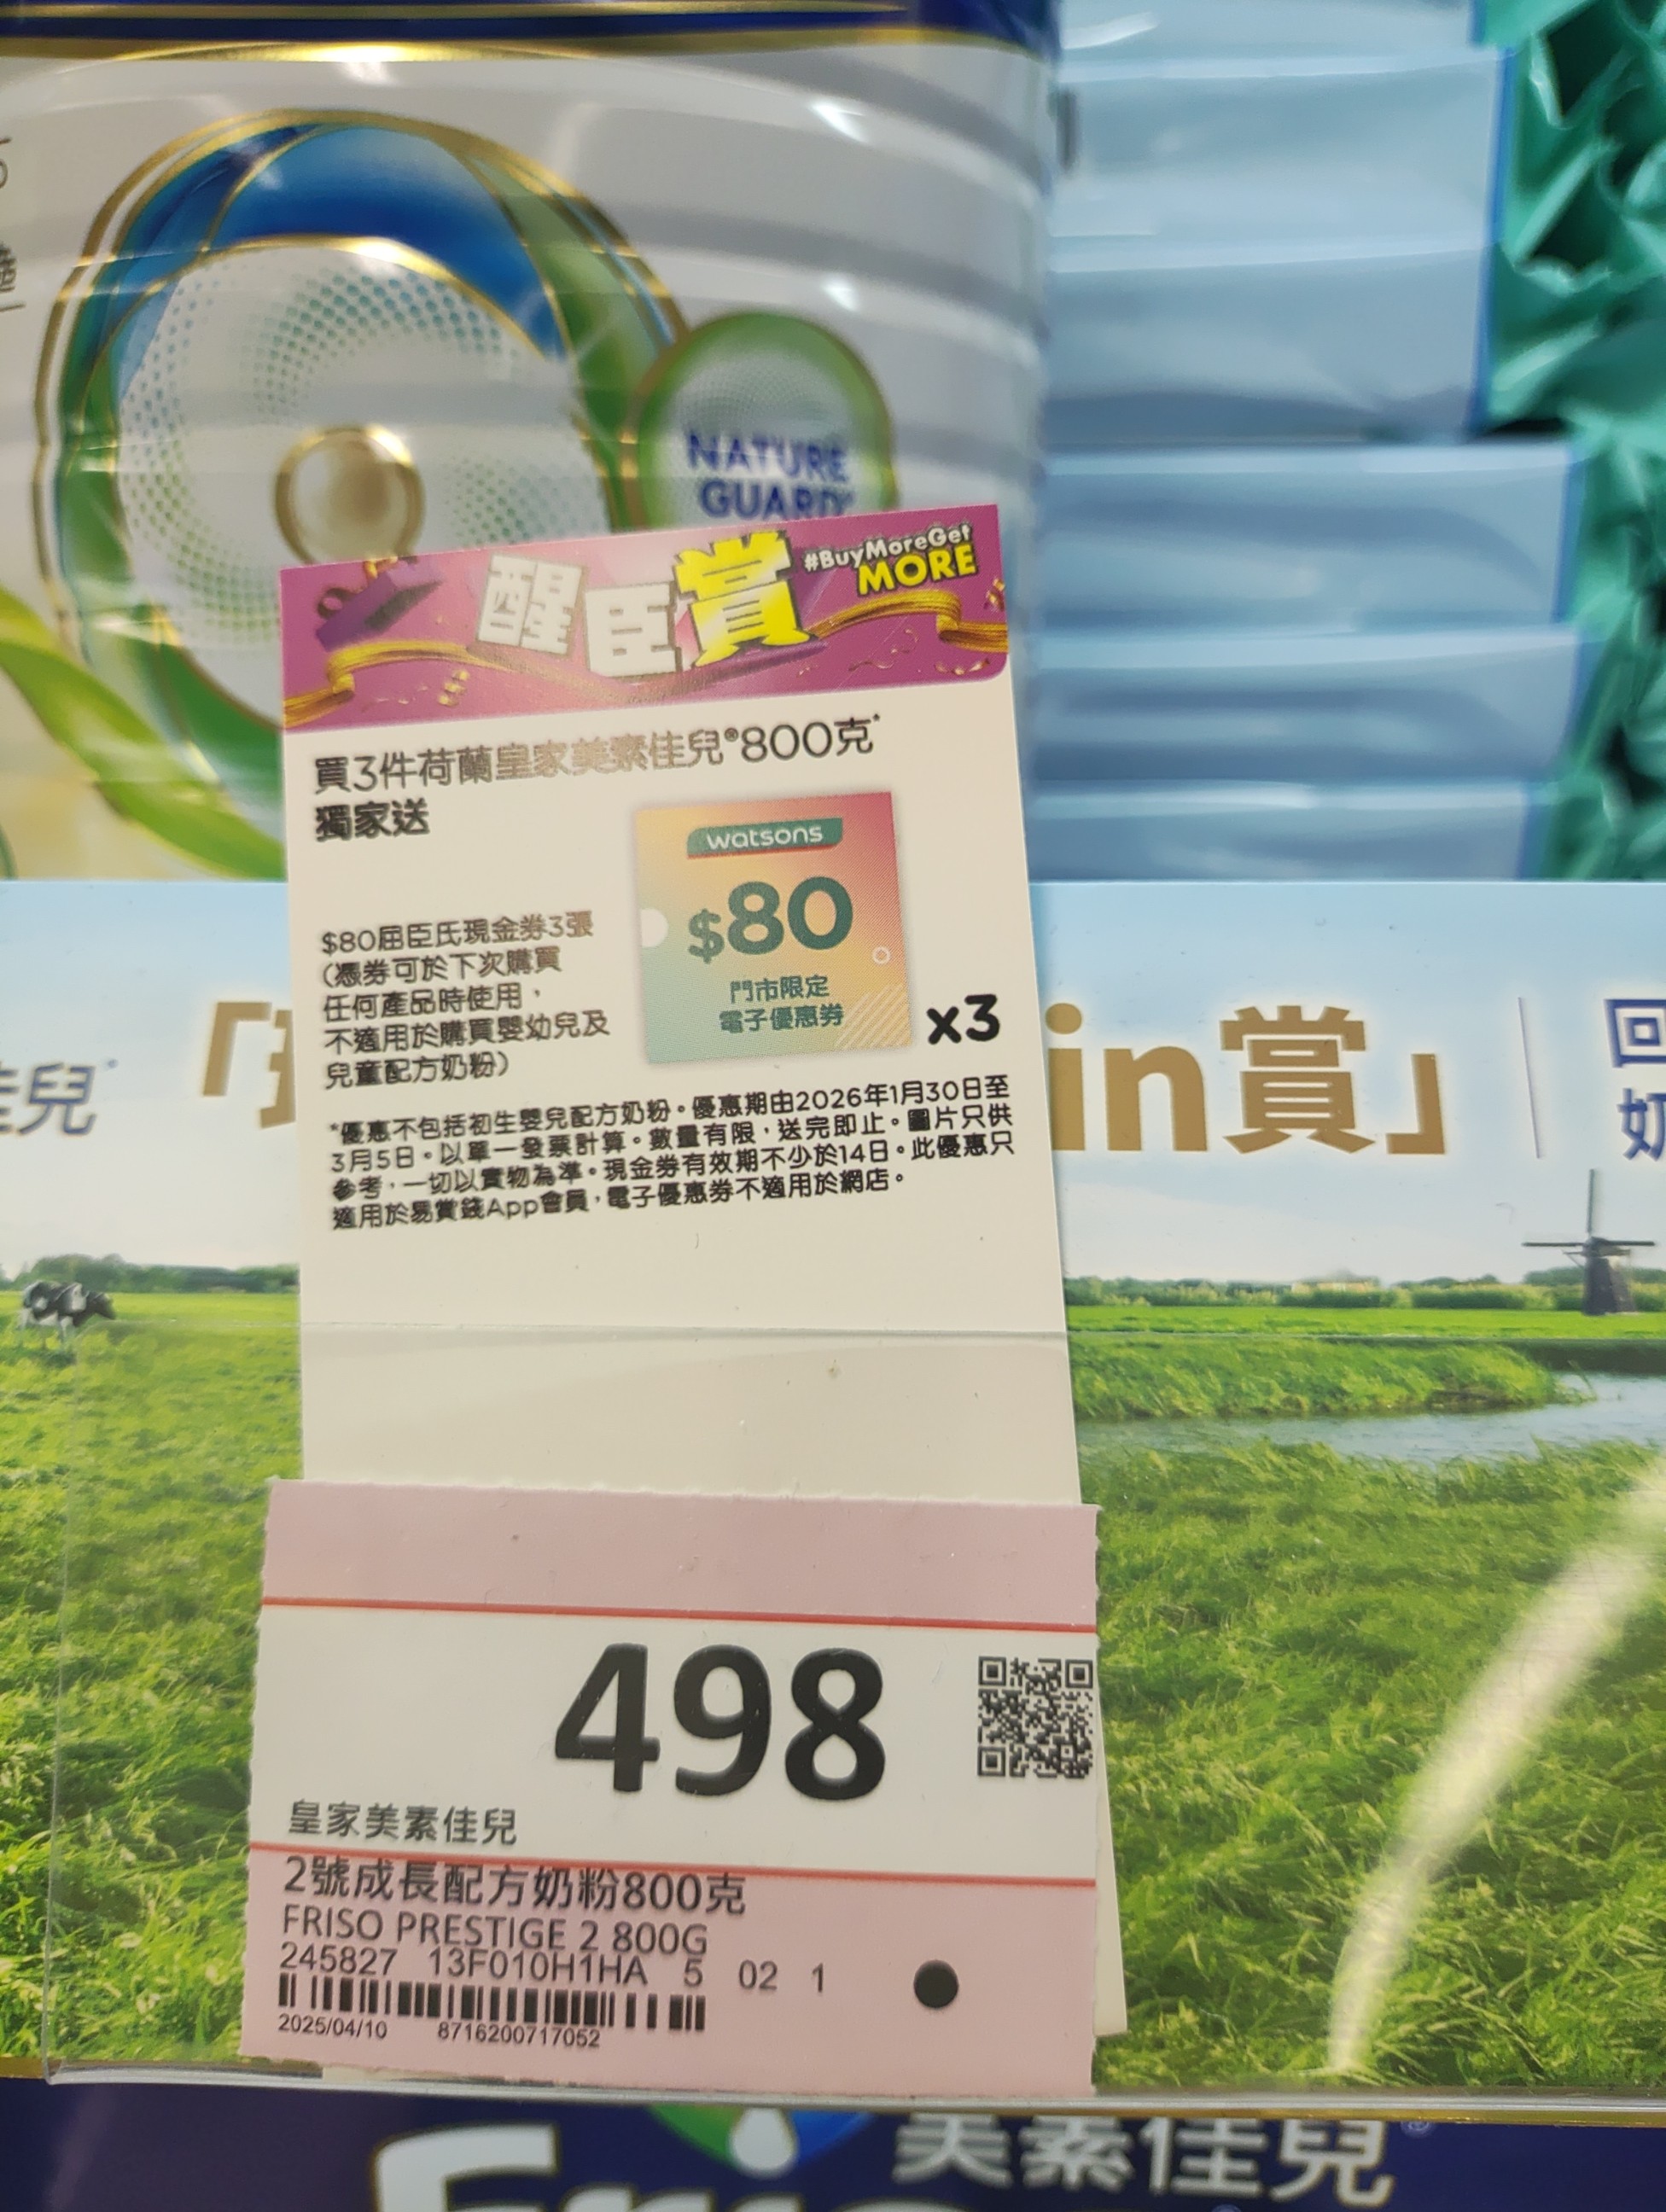 NATURE
GUARD
醒臣賞
#BuyMoreGet
MORE
買3件荷蘭皇家美素佳兒®800克*
獨家送
watsons
$80
門市限定
電子優惠券
x3
$80屈臣氏現金券3張
(憑券可於下次購買
任何產品時使用，
不適用於購買嬰幼兒及
兒童配方奶粉)
*優惠不包括初生嬰兒配方奶粉。優惠期由2026年1月30日至
3月5日。以單一發票計算。數量有限，送完即止。圖片只供
參考，一切以實物為準。現金券有效期不少於14日。此優惠只
適用於易賞錢App會員，電子優惠券不適用於網店。
佳兒
in賞」
回
奶
498
皇家美素佳兒
2號成長配方奶粉800克
FRISO PRESTIGE 2 800G
245827 13F010H1HA 5 02 1
2025/04/10 8716200717052
美素佳兒®